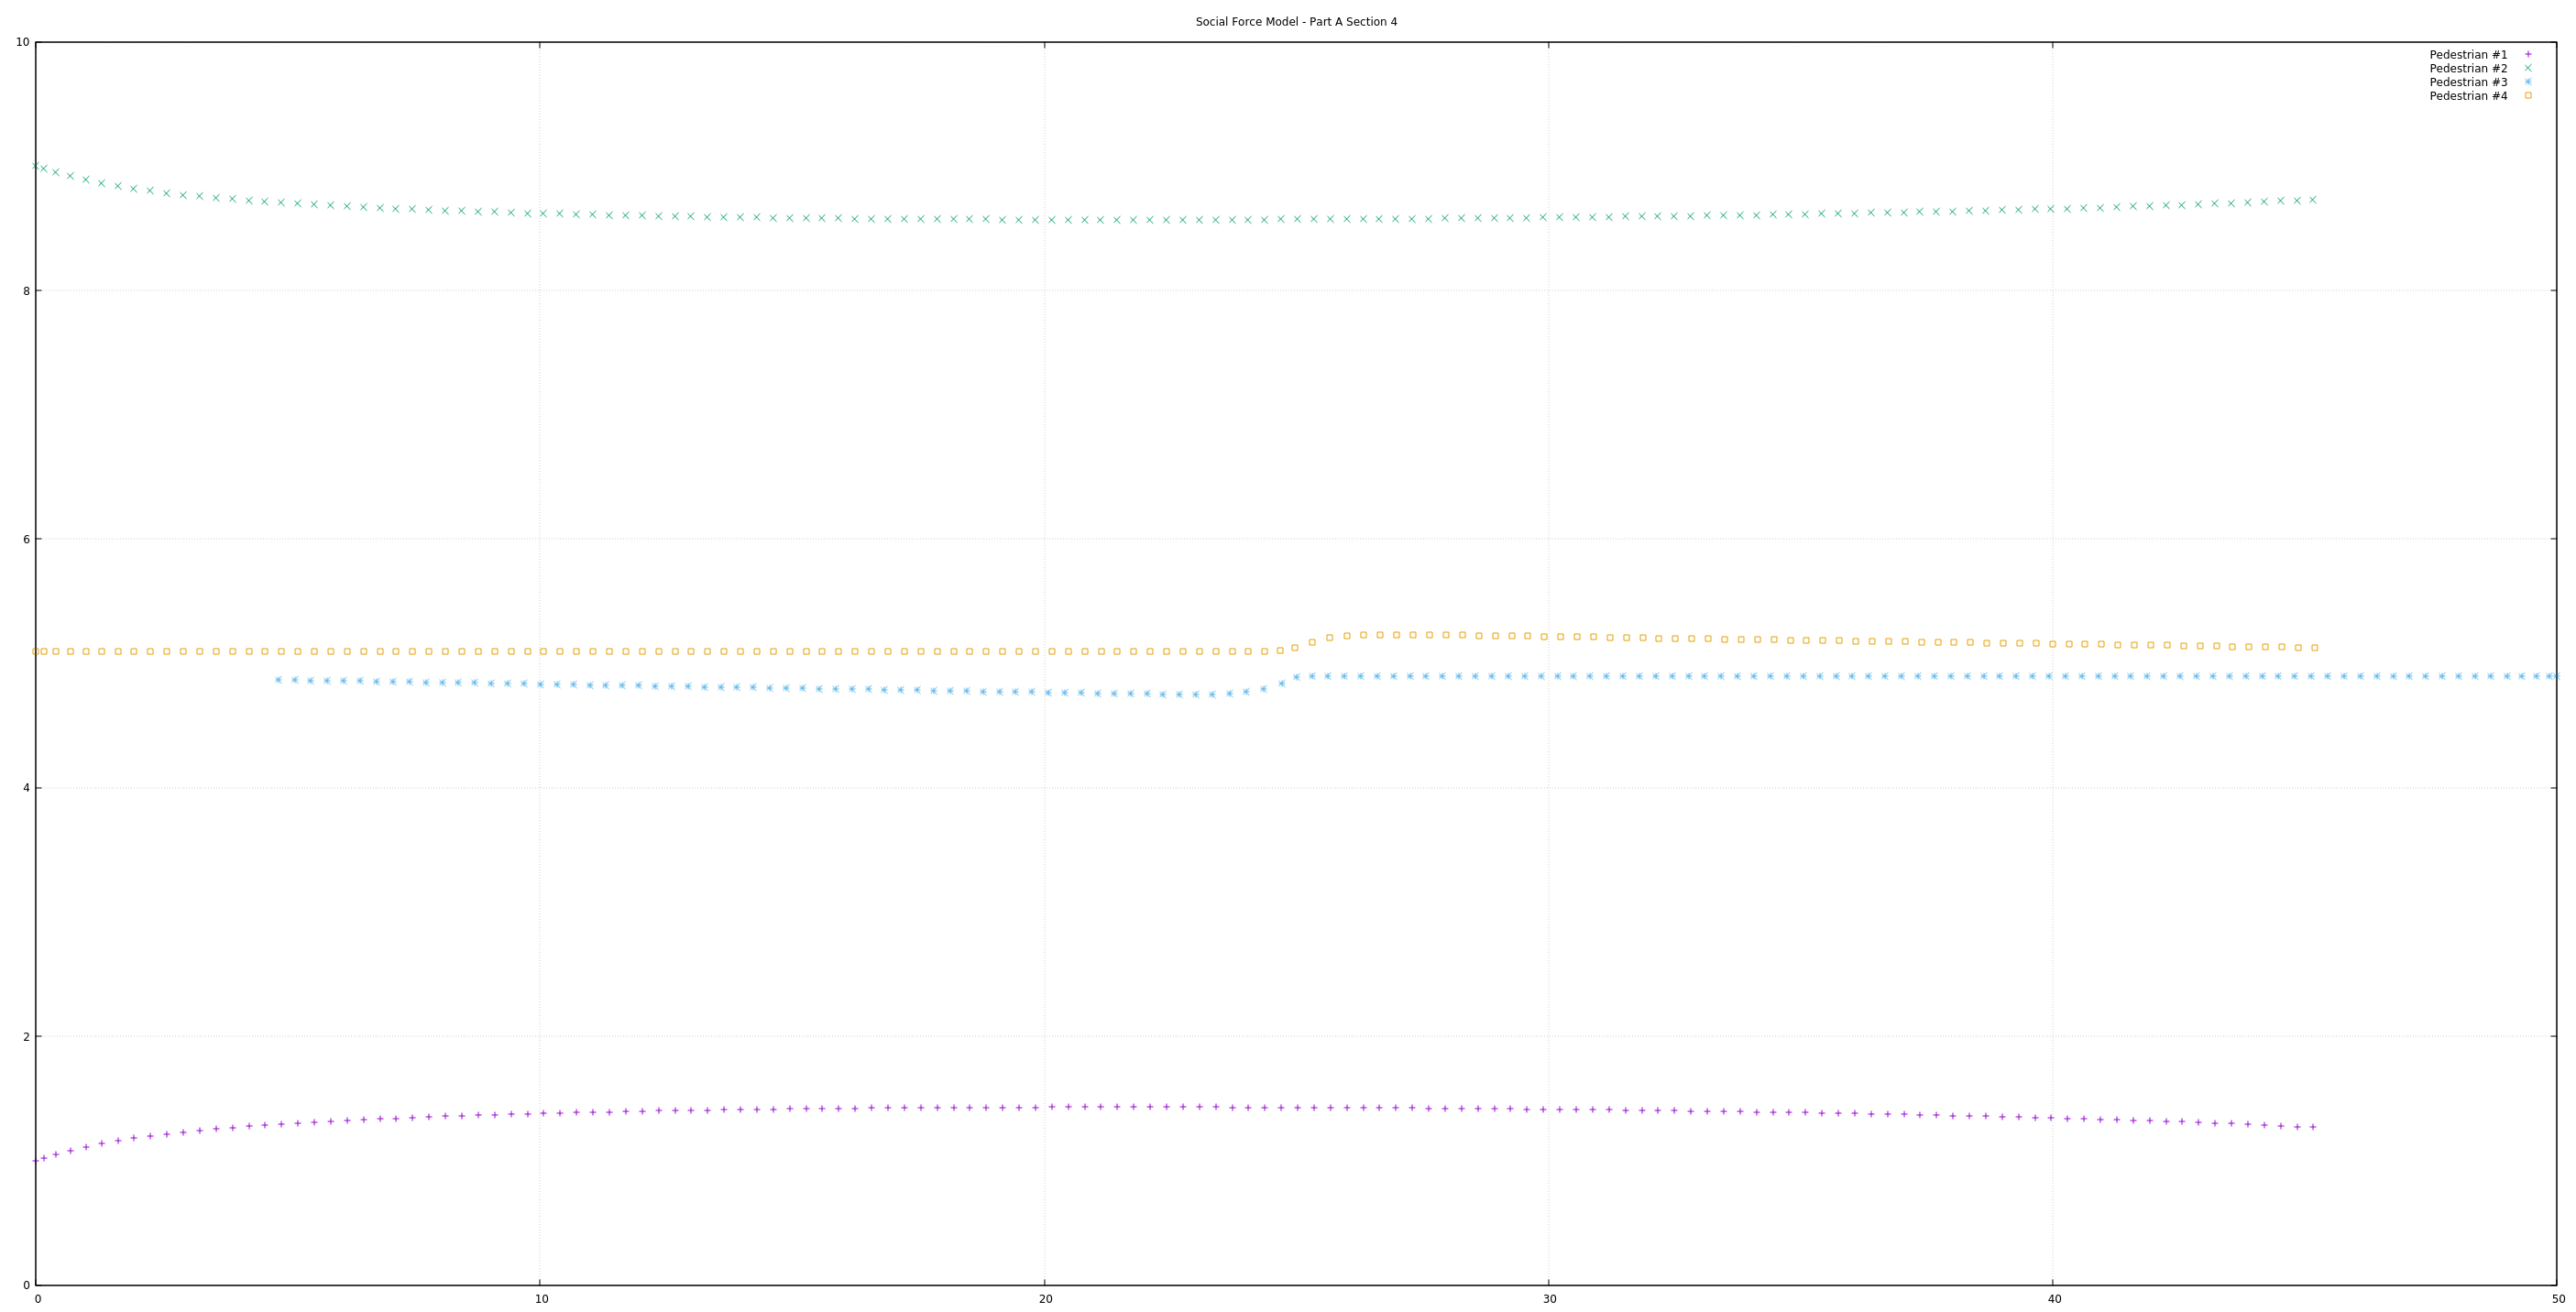 Social Force Model - Part A Section 4
10
Pedestrian #1
Pedestrian #2
Pedestrian #3
Pedestrian #4
8
6
4
2
0
0 10 20 30 40 50